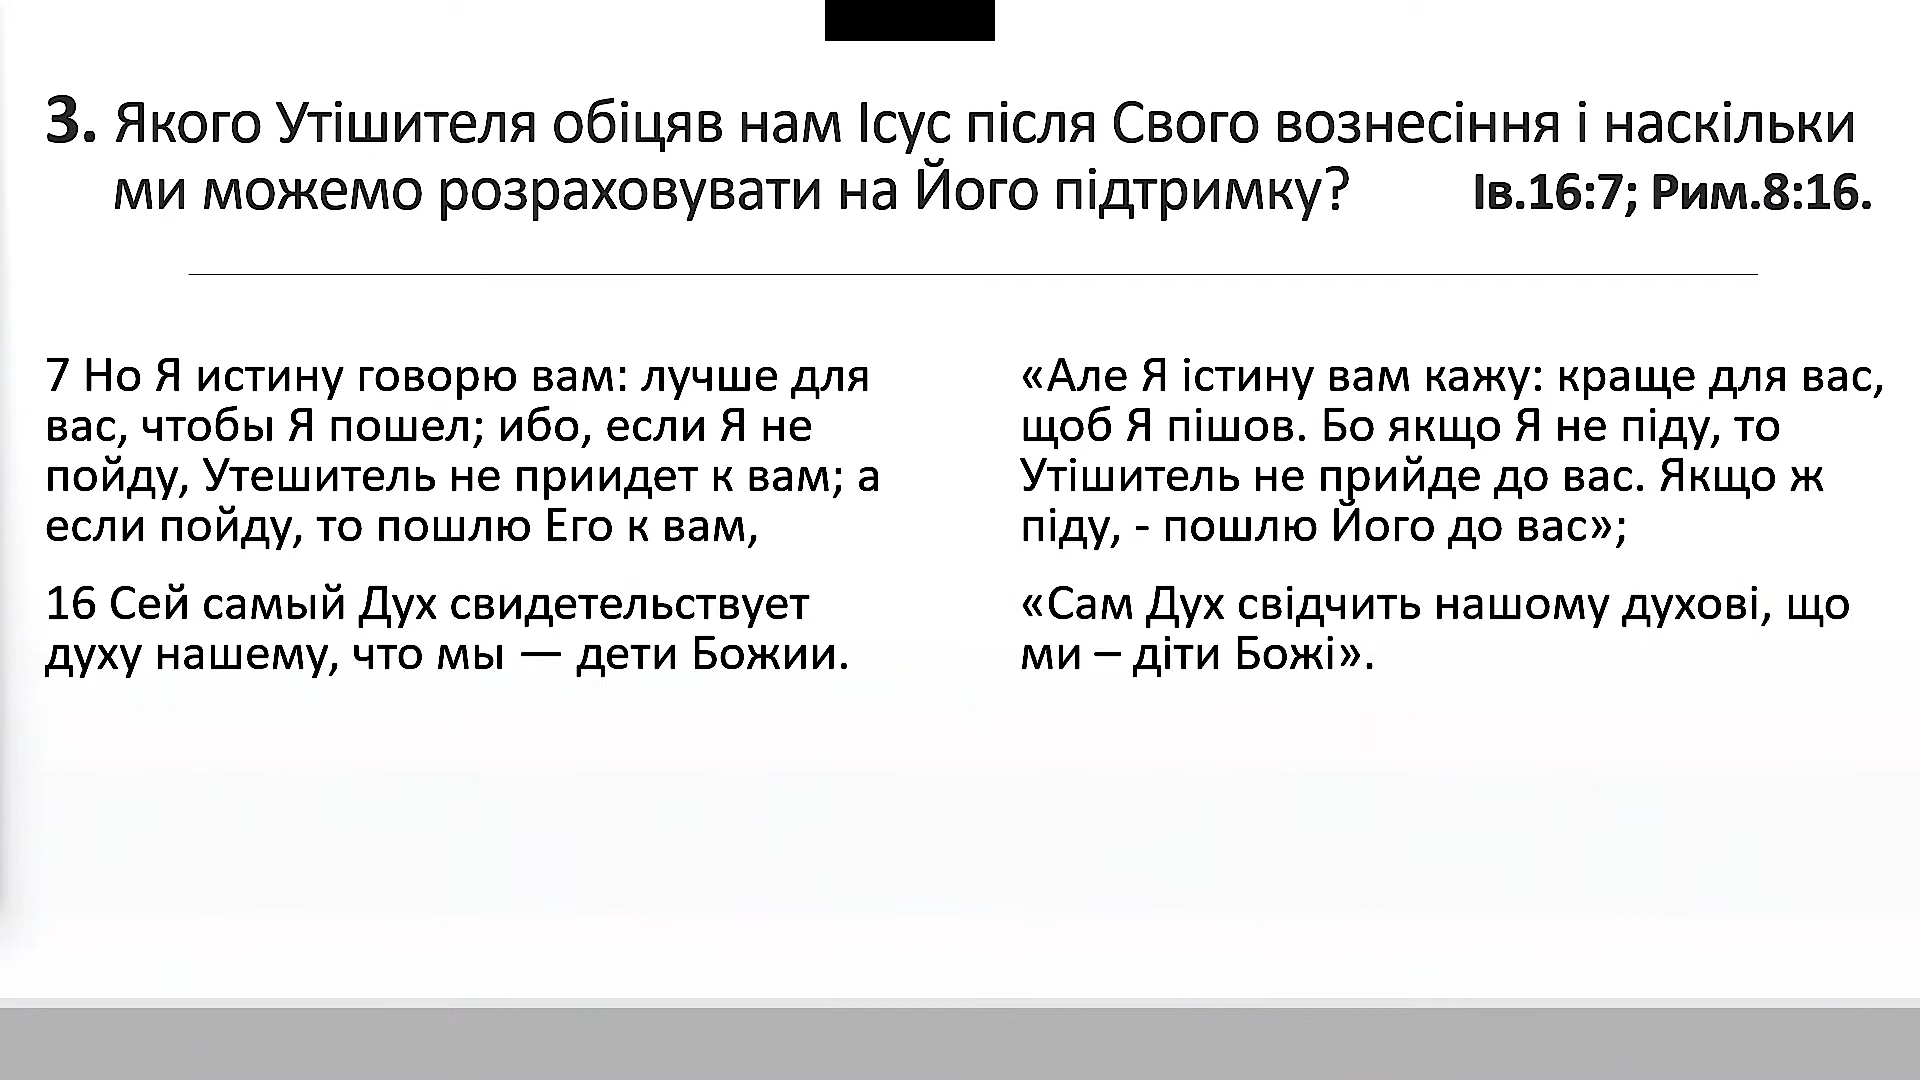 3. Якого Утішителя обіцяв нам Ісус після Свого вознесіння і наскільки
ми можемо розраховувати на Його підтримку? Ів.16:7; Рим.8:16.
7 Но Я истину говорю вам: лучше для
вас, чтобы Я пошел; ибо, если Я не
пойду, Утешитель не приидет к вам; а
если пойду, то пошлю Его к вам,
16 Сей самый Дух свидетельствует
духу нашему, что мы — дети Божии.
«Але Я істину вам кажу: краще для вас,
щоб Я пішов. Бо якщо Я не піду, то
Утішитель не прийде до вас. Якщо ж
піду, - пошлю Його до вас»;
«Сам Дух свідчить нашому духові, що
ми – діти Божі».